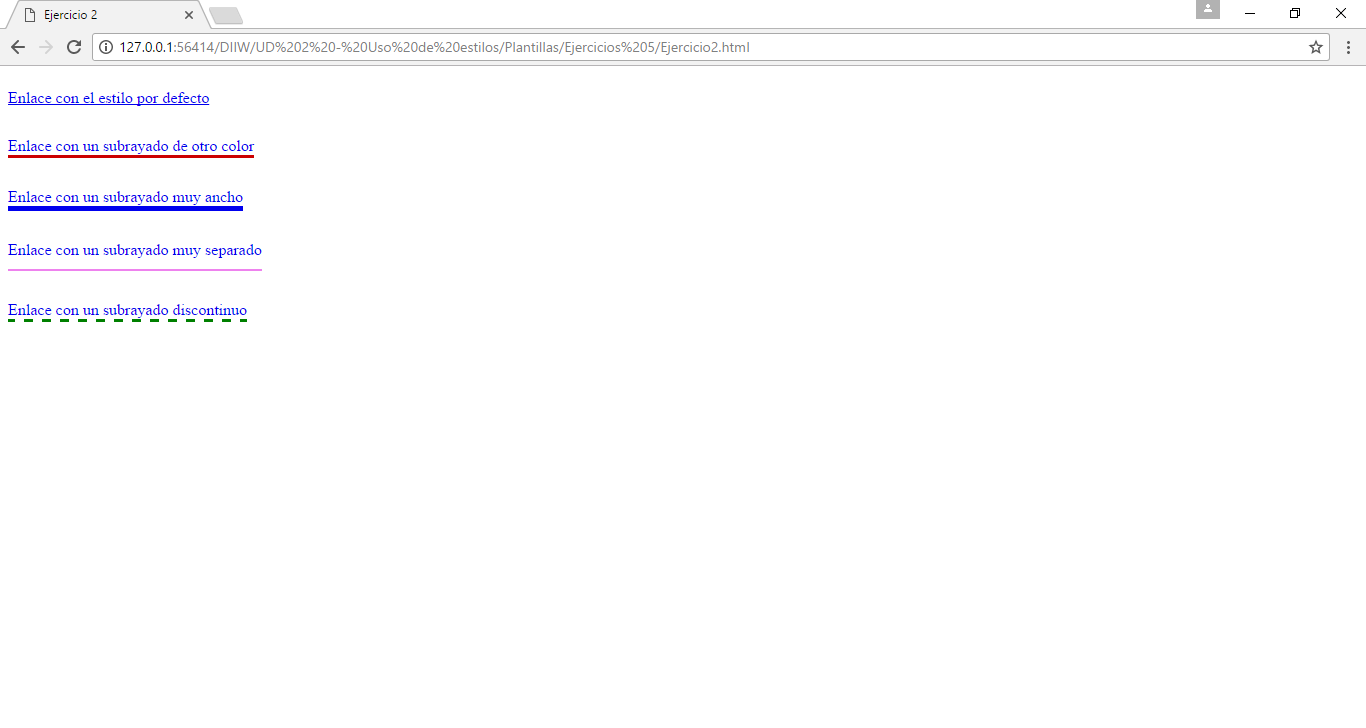 Ejercicio 2
127.0.0.1:56414/DIIW/UD%202%20-%20Uso%20de%20estilos/Plantillas/Ejercicios%205/Ejercicio2.html
Enlace con el estilo por defecto
Enlace con un subrayado de otro color
Enlace con un subrayado muy ancho
Enlace con un subrayado muy separado
Enlace con un subrayado discontinuo